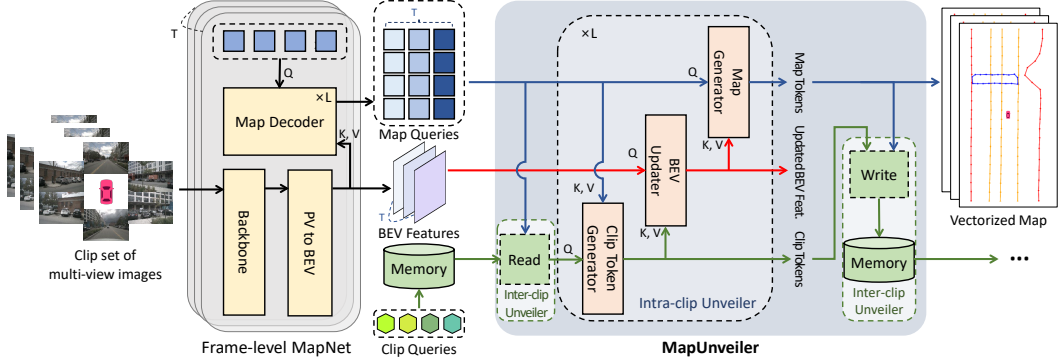 T
Q
×L
Map Decoder
K, V
Backbone
PV to BEV
Clip set of
multi-view images
Frame-level MapNet
T
Map Queries
T
BEV Features
Memory
Clip Queries
Read
Inter-clip
Unveiler
×L
Q
Map
Generator
K, V
Q
BEV
Updater
K, V
K, V
Q
Clip Token
Generator
Intra-clip Unveiler
MapUnveiler
Map Tokens
Updated BEV Feat.
Clip Tokens
Write
Memory
Inter-clip
Unveiler
Vectorized Map
...